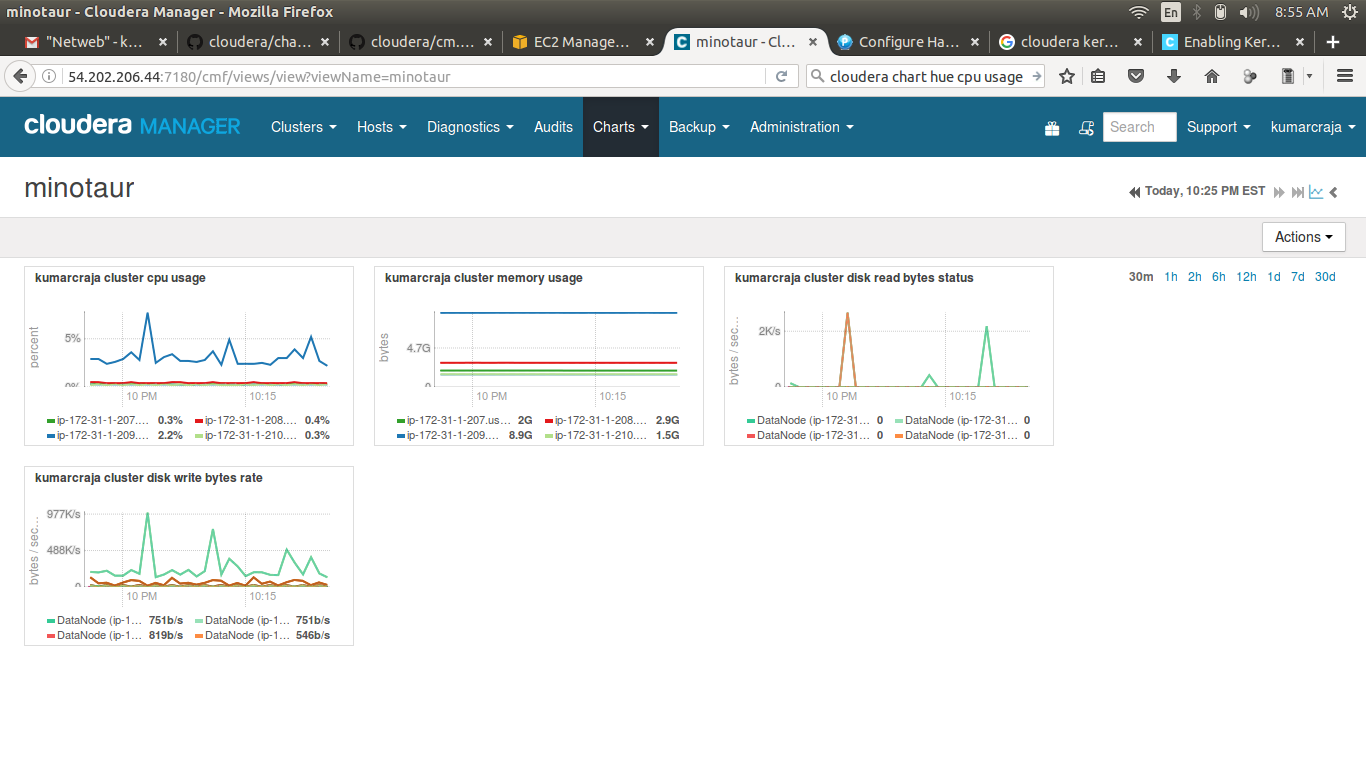 minotaur - Cloudera Manager - Mozilla Firefox
En
8:55 AM
"Netweb" - k...
cloudera/cha...
cloudera/cm....
EC2 Manage...
minotaur - Cl...
Configure Ha...
cloudera ker...
Enabling Ker...
54.202.206.44:7180/cmf/views/view?viewName=minotaur
cloudera chart hue cpu usage
cloudera MANAGER
Clusters
Hosts
Diagnostics
Audits
Charts
Backup
Administration
Search
Support
kumarcraja
minotaur
Today, 10:25 PM EST
Actions
30m 1h 2h 6h 12h 1d 7d 30d
kumarcraja cluster cpu usage
percent
5%
0%
10 PM
10:15
ip-172-31-1-207.... 0.3%
ip-172-31-1-208.... 0.4%
ip-172-31-1-209.... 2.2%
ip-172-31-1-210.... 0.3%
kumarcraja cluster memory usage
bytes
4.7G
0
10 PM
10:15
ip-172-31-1-207.us... 2G
ip-172-31-1-208.... 2.9G
ip-172-31-1-209.... 8.9G
ip-172-31-1-210.... 1.5G
kumarcraja cluster disk read bytes status
bytes / sec...
2K/s
0
10 PM
10:15
DataNode (ip-172-31... 0
DataNode (ip-172-31... 0
DataNode (ip-172-31... 0
DataNode (ip-172-31... 0
kumarcraja cluster disk write bytes rate
bytes / sec...
977K/s
488K/s
0
10 PM
10:15
DataNode (ip-1... 751b/s
DataNode (ip-1... 751b/s
DataNode (ip-1... 819b/s
DataNode (ip-1... 546b/s